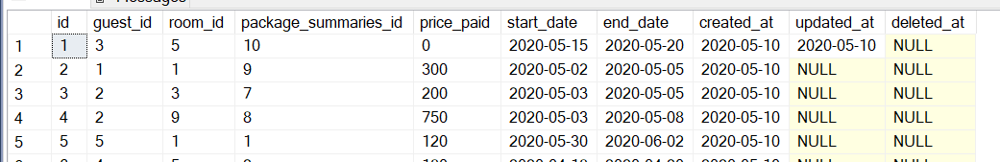 Messages
id guest_id room_id package_summaries_id price_paid start_date end_date created_at updated_at deleted_at
1 1 3 5 10 0 2020-05-15 2020-05-20 2020-05-10 2020-05-10 NULL
2 2 1 1 9 300 2020-05-02 2020-05-05 2020-05-10 NULL NULL
3 3 2 3 7 200 2020-05-03 2020-05-05 2020-05-10 NULL NULL
4 4 2 9 8 750 2020-05-03 2020-05-08 2020-05-10 NULL NULL
5 5 5 1 1 120 2020-05-30 2020-06-02 2020-05-10 NULL NULL